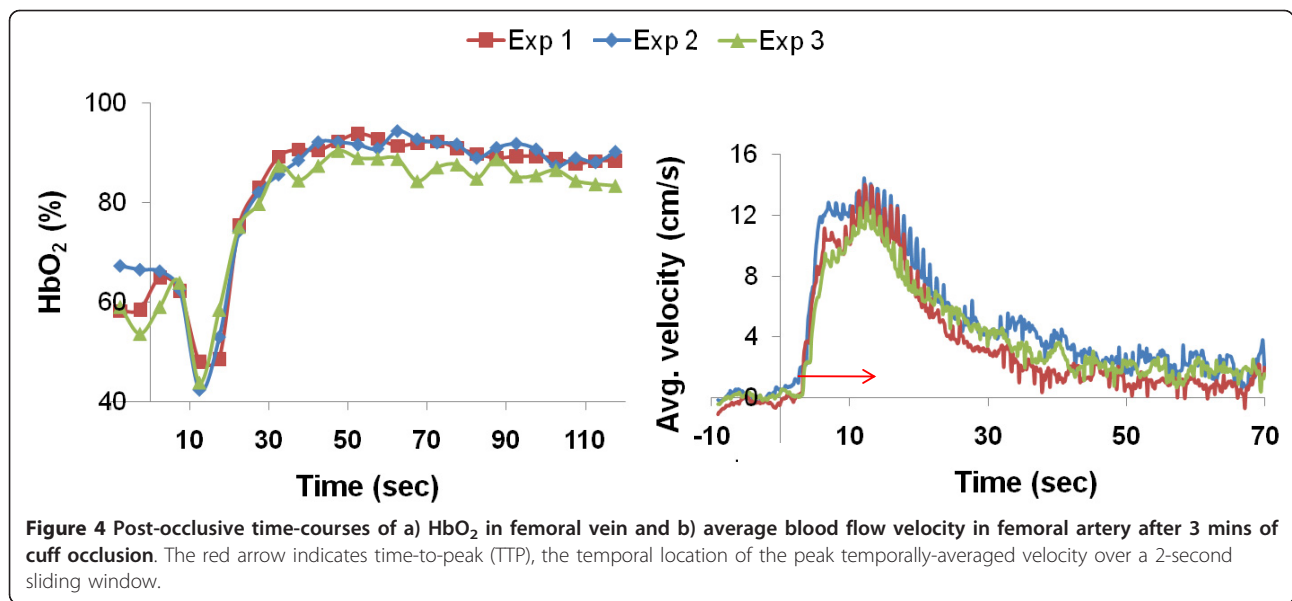 Exp 1 Exp 2 Exp 3
100
80
60
40
HbO₂ (%)
10 30 50 70 90 110
Time (sec)
16
12
8
4
0
Avg. velocity (cm/s)
-10 10 30 50 70
Time (sec)
Figure 4 Post-occlusive time-courses of a) HbO₂ in femoral vein and b) average blood flow velocity in femoral artery after 3 mins of
cuff occlusion. The red arrow indicates time-to-peak (TTP), the temporal location of the peak temporally-averaged velocity over a 2-second
sliding window.